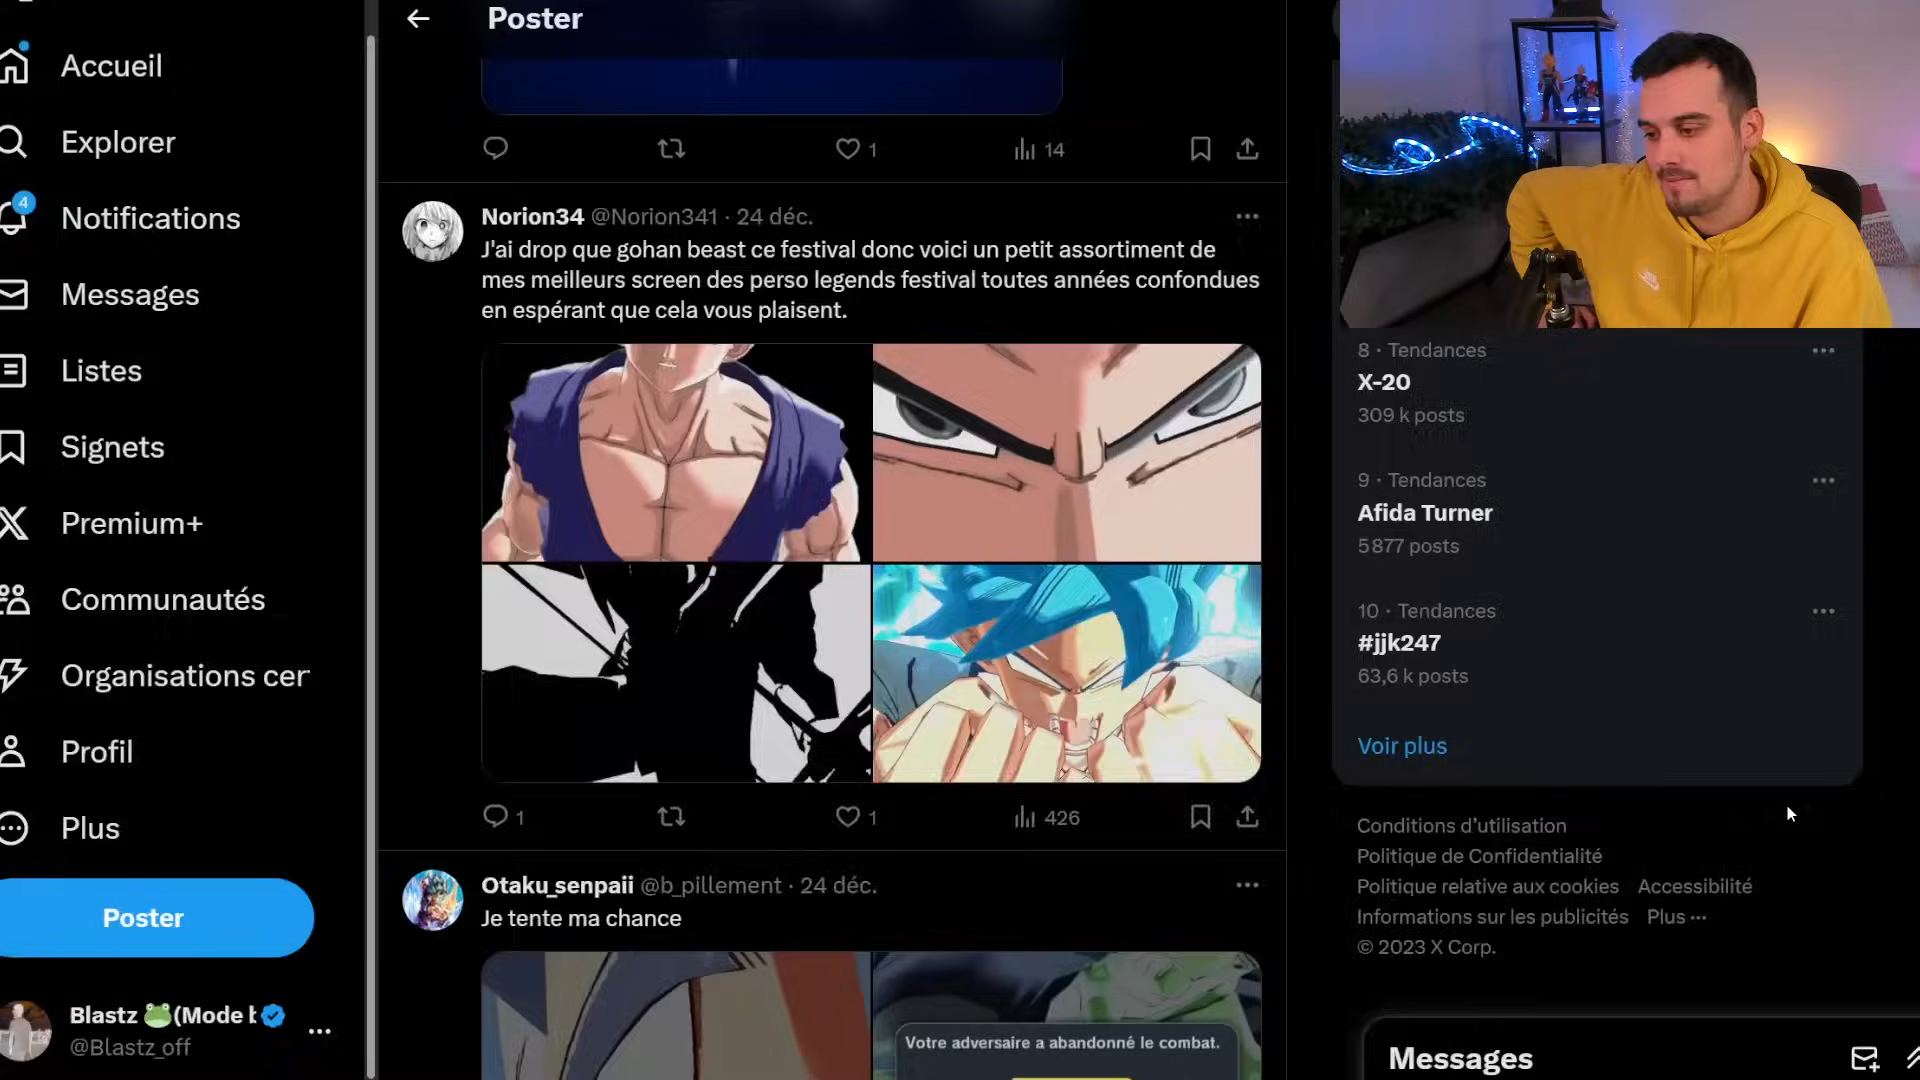 Accueil
Explorer
4
Notifications
Messages
Listes
Signets
Premium+
Communautés
Organisations cer
Profil
Plus
Poster
Blastz 🐸(Mode b
@Blastz_off
Poster
1
14
Norion34 @Norion341 · 24 déc.
J'ai drop que gohan beast ce festival donc voici un petit assortiment de
mes meilleurs screen des perso legends festival toutes années confondues
en espérant que cela vous plaisent.
1
1
426
Otaku_senpaii @b_pillement · 24 déc.
Je tente ma chance
Votre adversaire a abandonné le combat.
8 · Tendances
X-20
309 k posts
9 · Tendances
Afida Turner
5 877 posts
10 · Tendances
#jjk247
63,6 k posts
Voir plus
Conditions d’utilisation
Politique de Confidentialité
Politique relative aux cookies Accessibilité
Informations sur les publicités Plus ···
© 2023 X Corp.
Messages